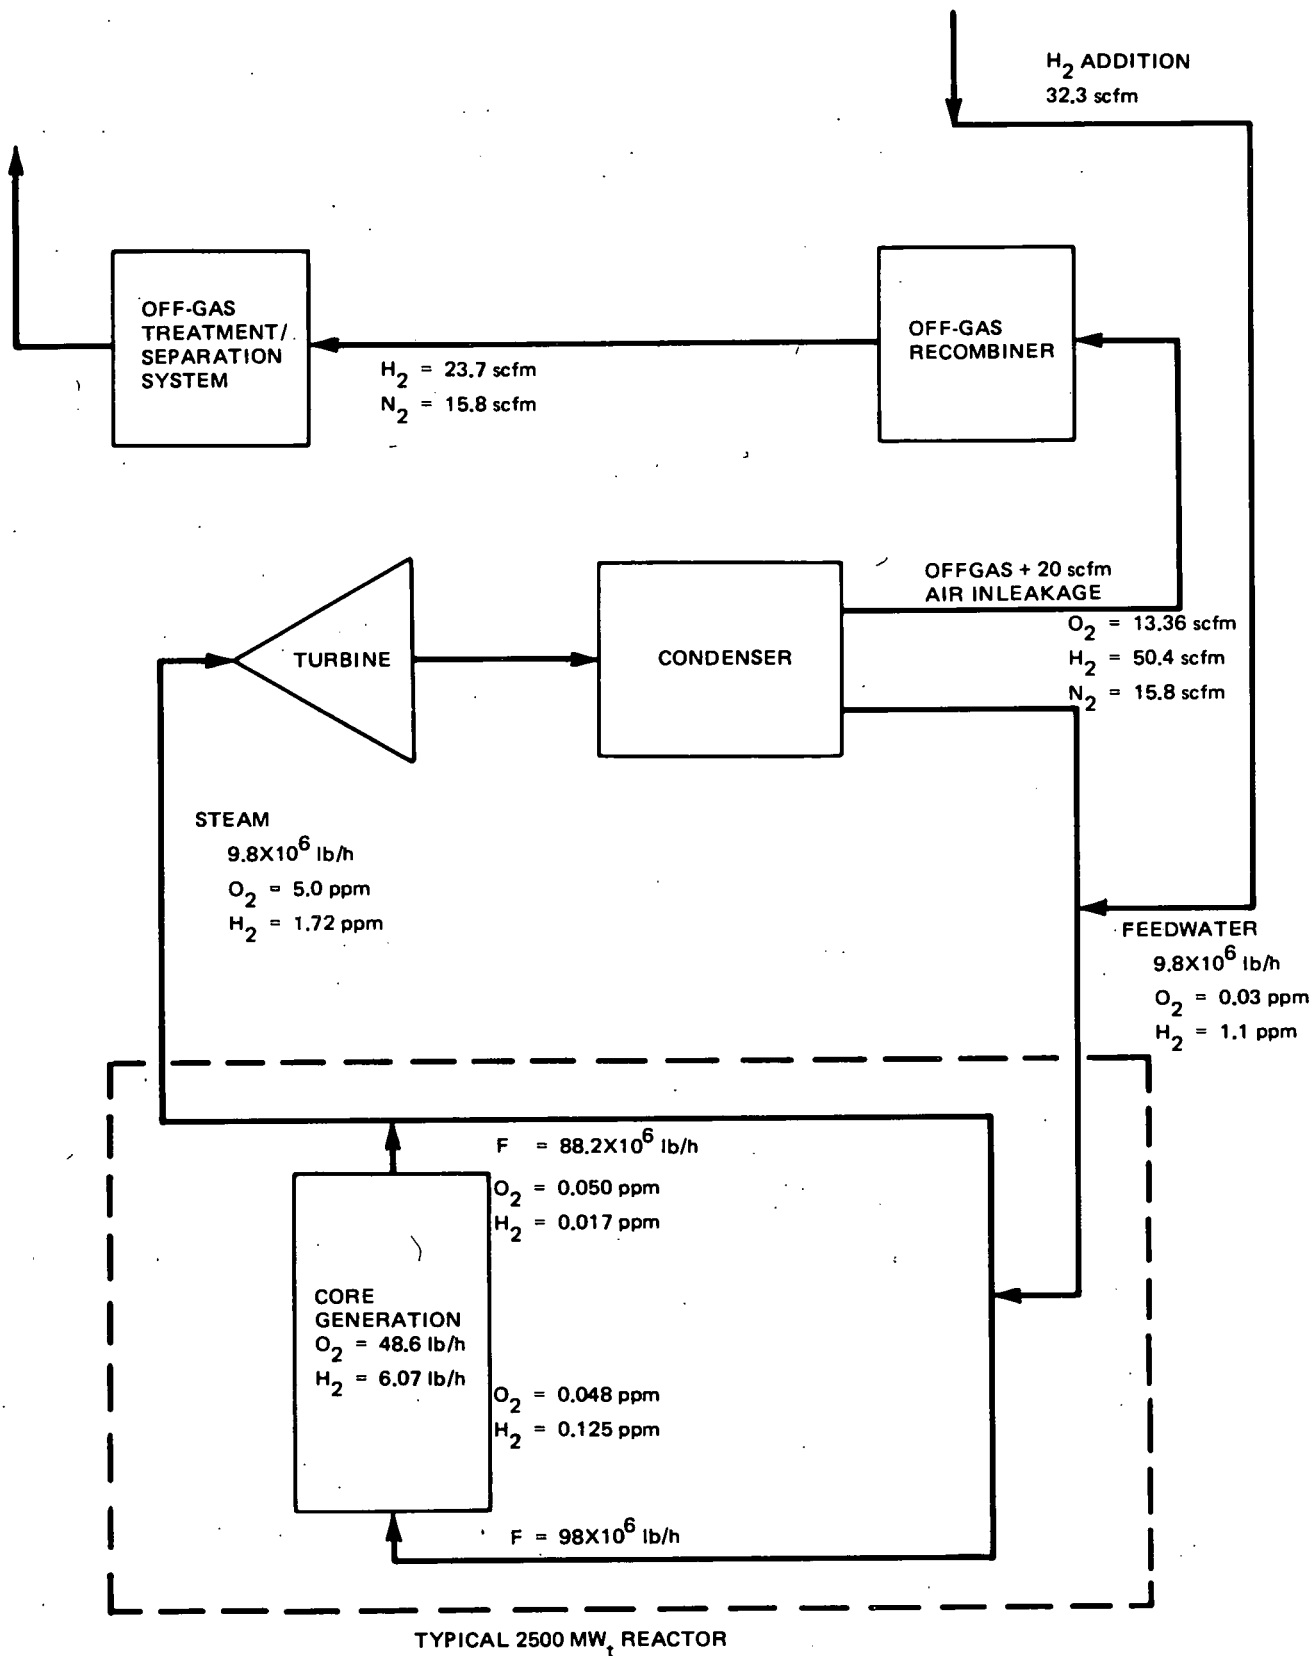 H2 ADDITION
32.3 scfm
OFF-GAS
TREATMENT/
SEPARATION
SYSTEM
OFF-GAS
RECOMBINER
H2 = 23.7 scfm
N2 = 15.8 scfm
OFFGAS + 20 scfm
AIR INLEAKAGE
O2 = 13.36 scfm
H2 = 50.4 scfm
N2 = 15.8 scfm
TURBINE
CONDENSER
STEAM
9.8X10^6 lb/h
O2 = 5.0 ppm
H2 = 1.72 ppm
FEEDWATER
9.8X10^6 lb/h
O2 = 0.03 ppm
H2 = 1.1 ppm
F = 88.2X10^6 lb/h
O2 = 0.050 ppm
H2 = 0.017 ppm
CORE
GENERATION
O2 = 48.6 lb/h
H2 = 6.07 lb/h
O2 = 0.048 ppm
H2 = 0.125 ppm
F = 98X10^6 lb/h
TYPICAL 2500 MWt REACTOR